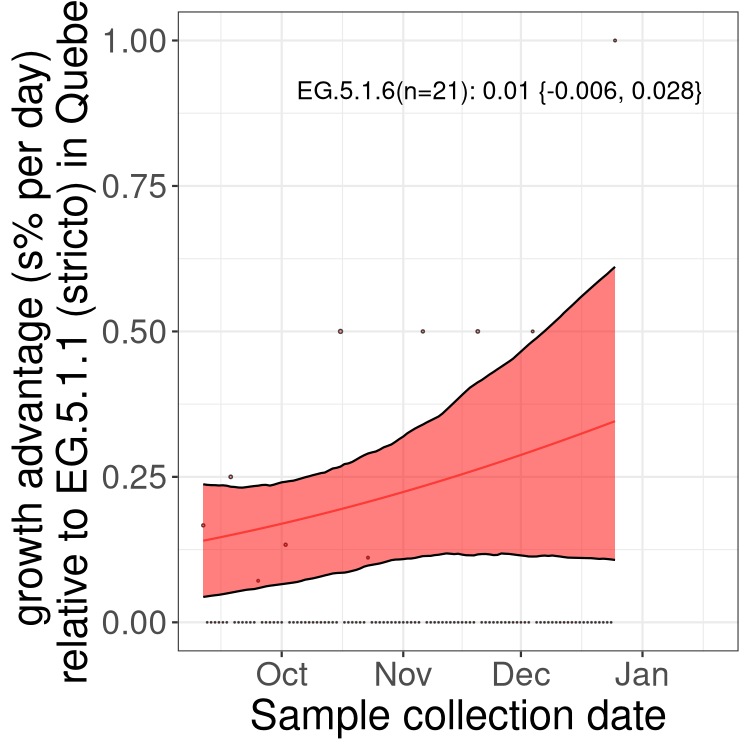 growth advantage (s% per day)
relative to EG.5.1.1 (stricto) in Quebe
1.00
0.75
0.50
0.25
0.00
EG.5.1.6(n=21): 0.01 {-0.006, 0.028}
Oct Nov Dec Jan
Sample collection date